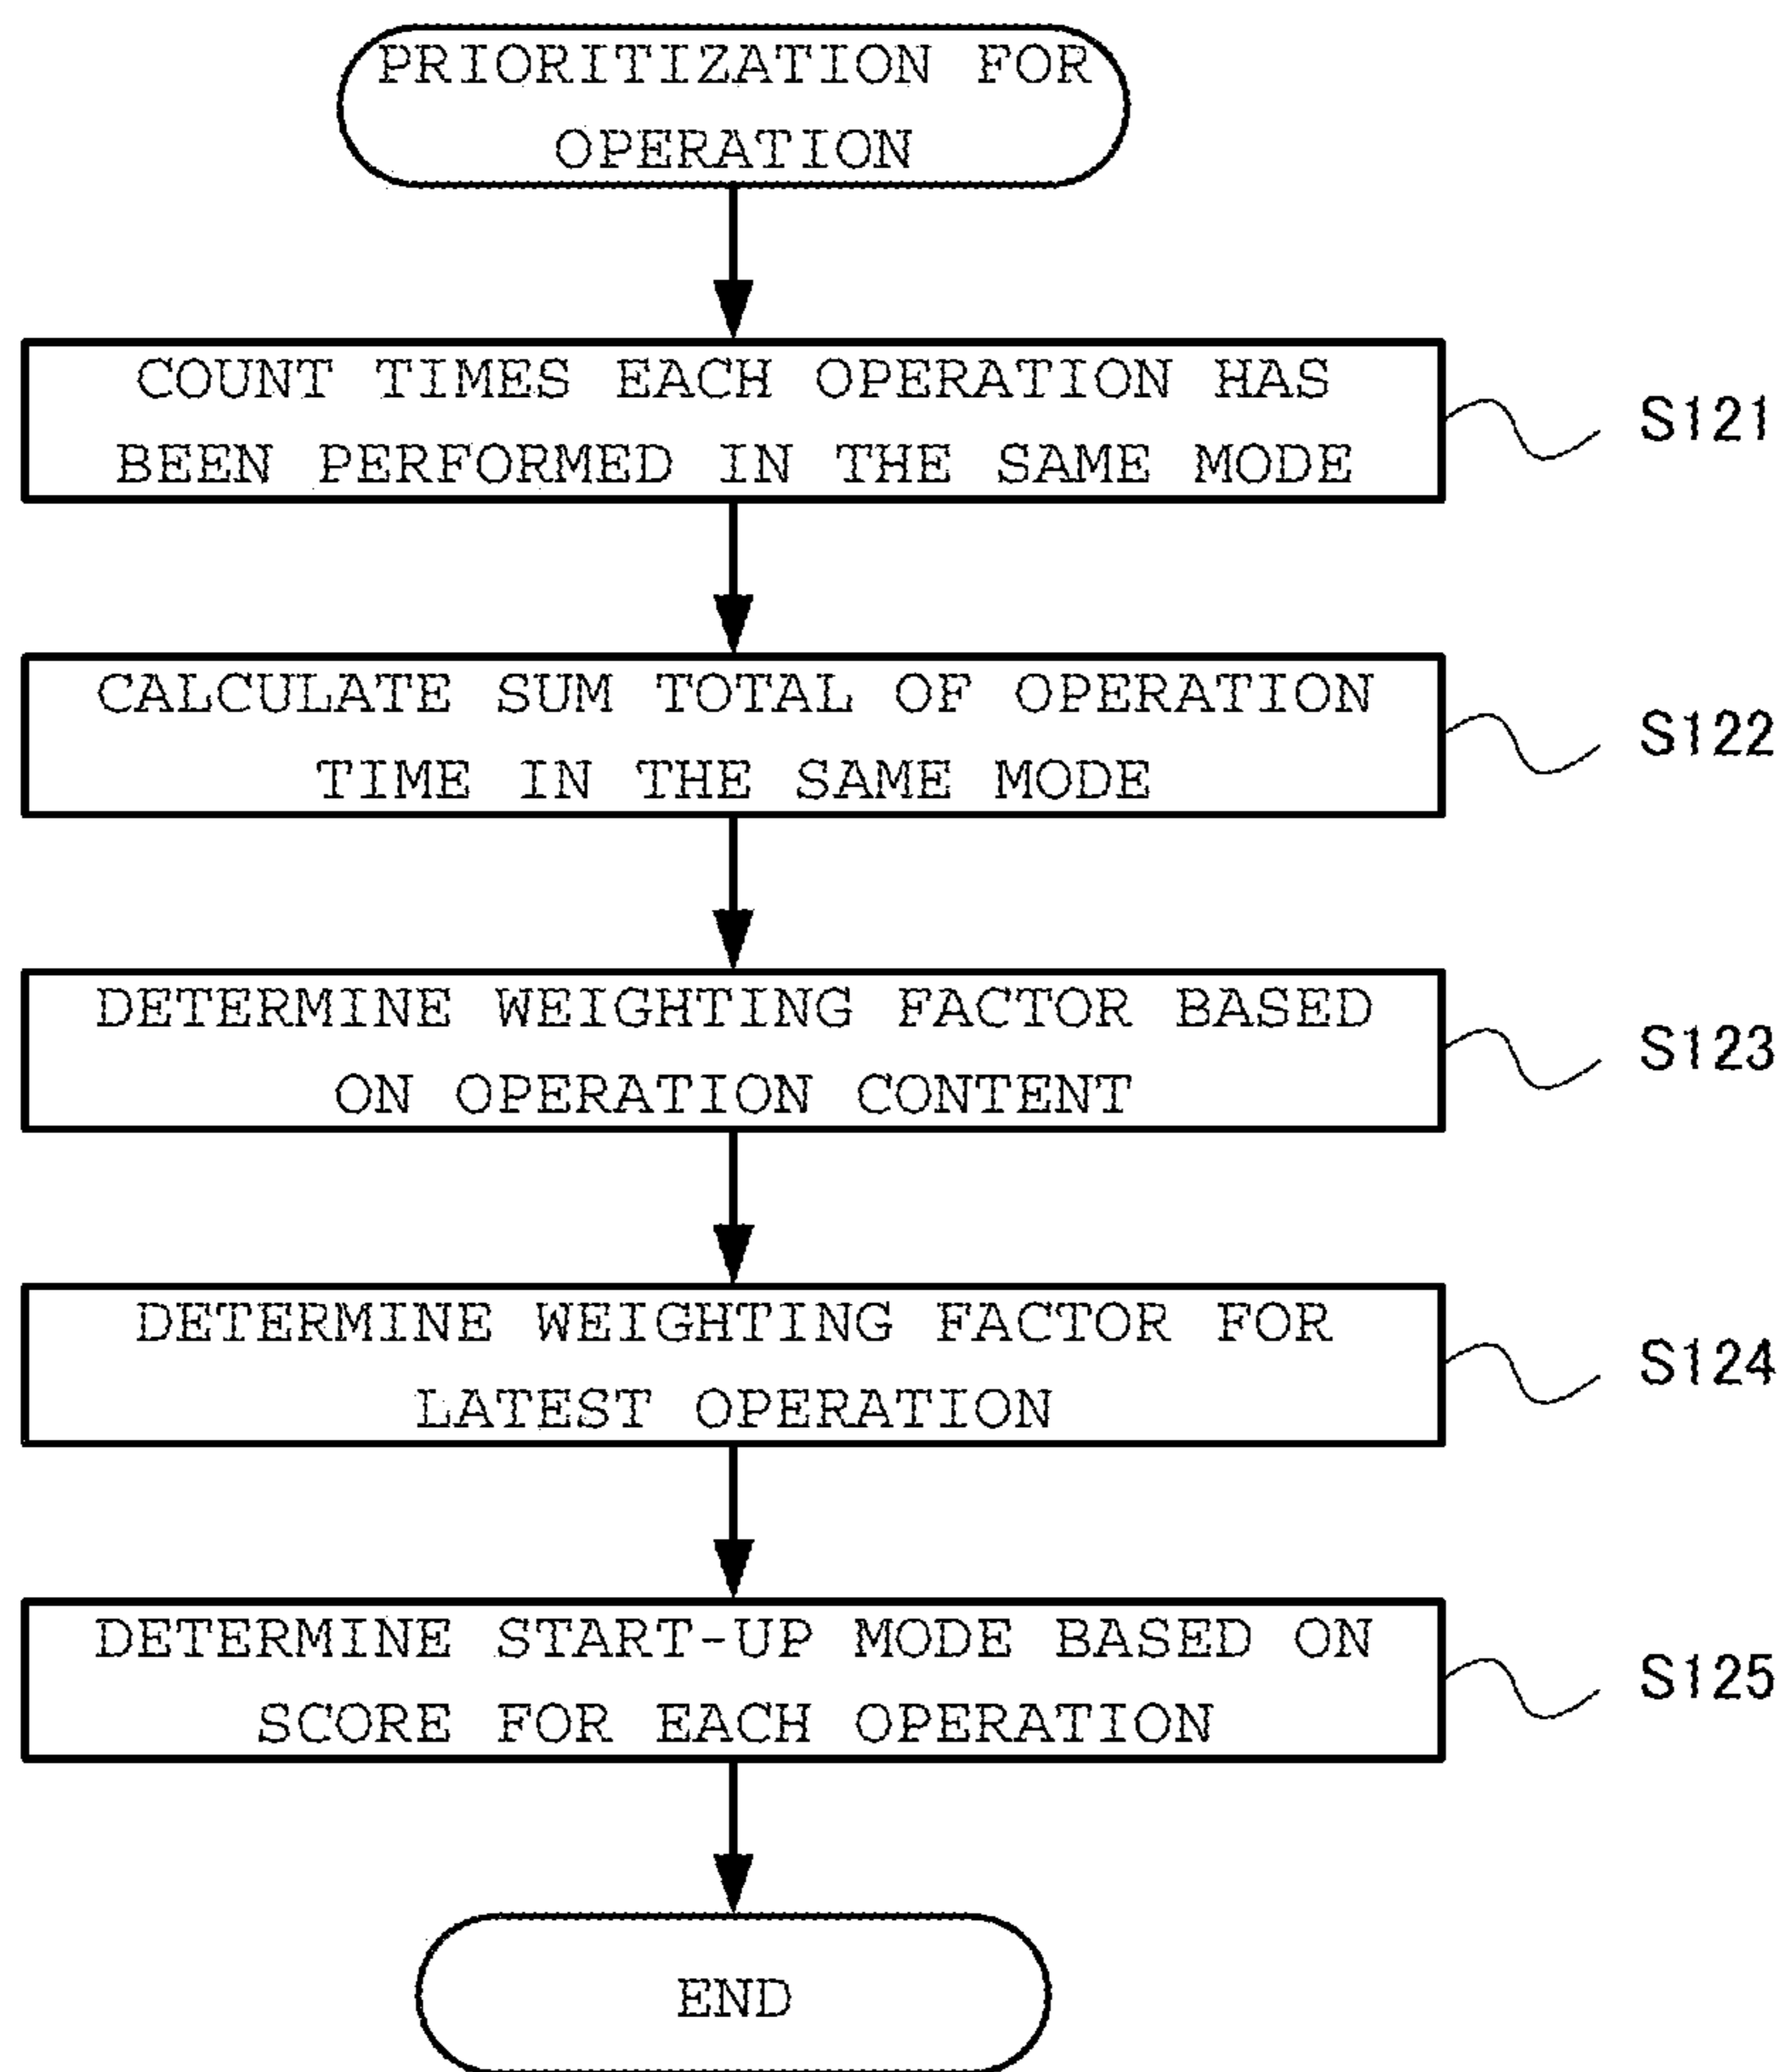 PRIORITIZATION FOR
OPERATION
COUNT TIMES EACH OPERATION HAS
BEEN PERFORMED IN THE SAME MODE
S121
CALCULATE SUM TOTAL OF OPERATION
TIME IN THE SAME MODE
S122
DETERMINE WEIGHTING FACTOR BASED
ON OPERATION CONTENT
S123
DETERMINE WEIGHTING FACTOR FOR
LATEST OPERATION
S124
DETERMINE START-UP MODE BASED ON
SCORE FOR EACH OPERATION
S125
END